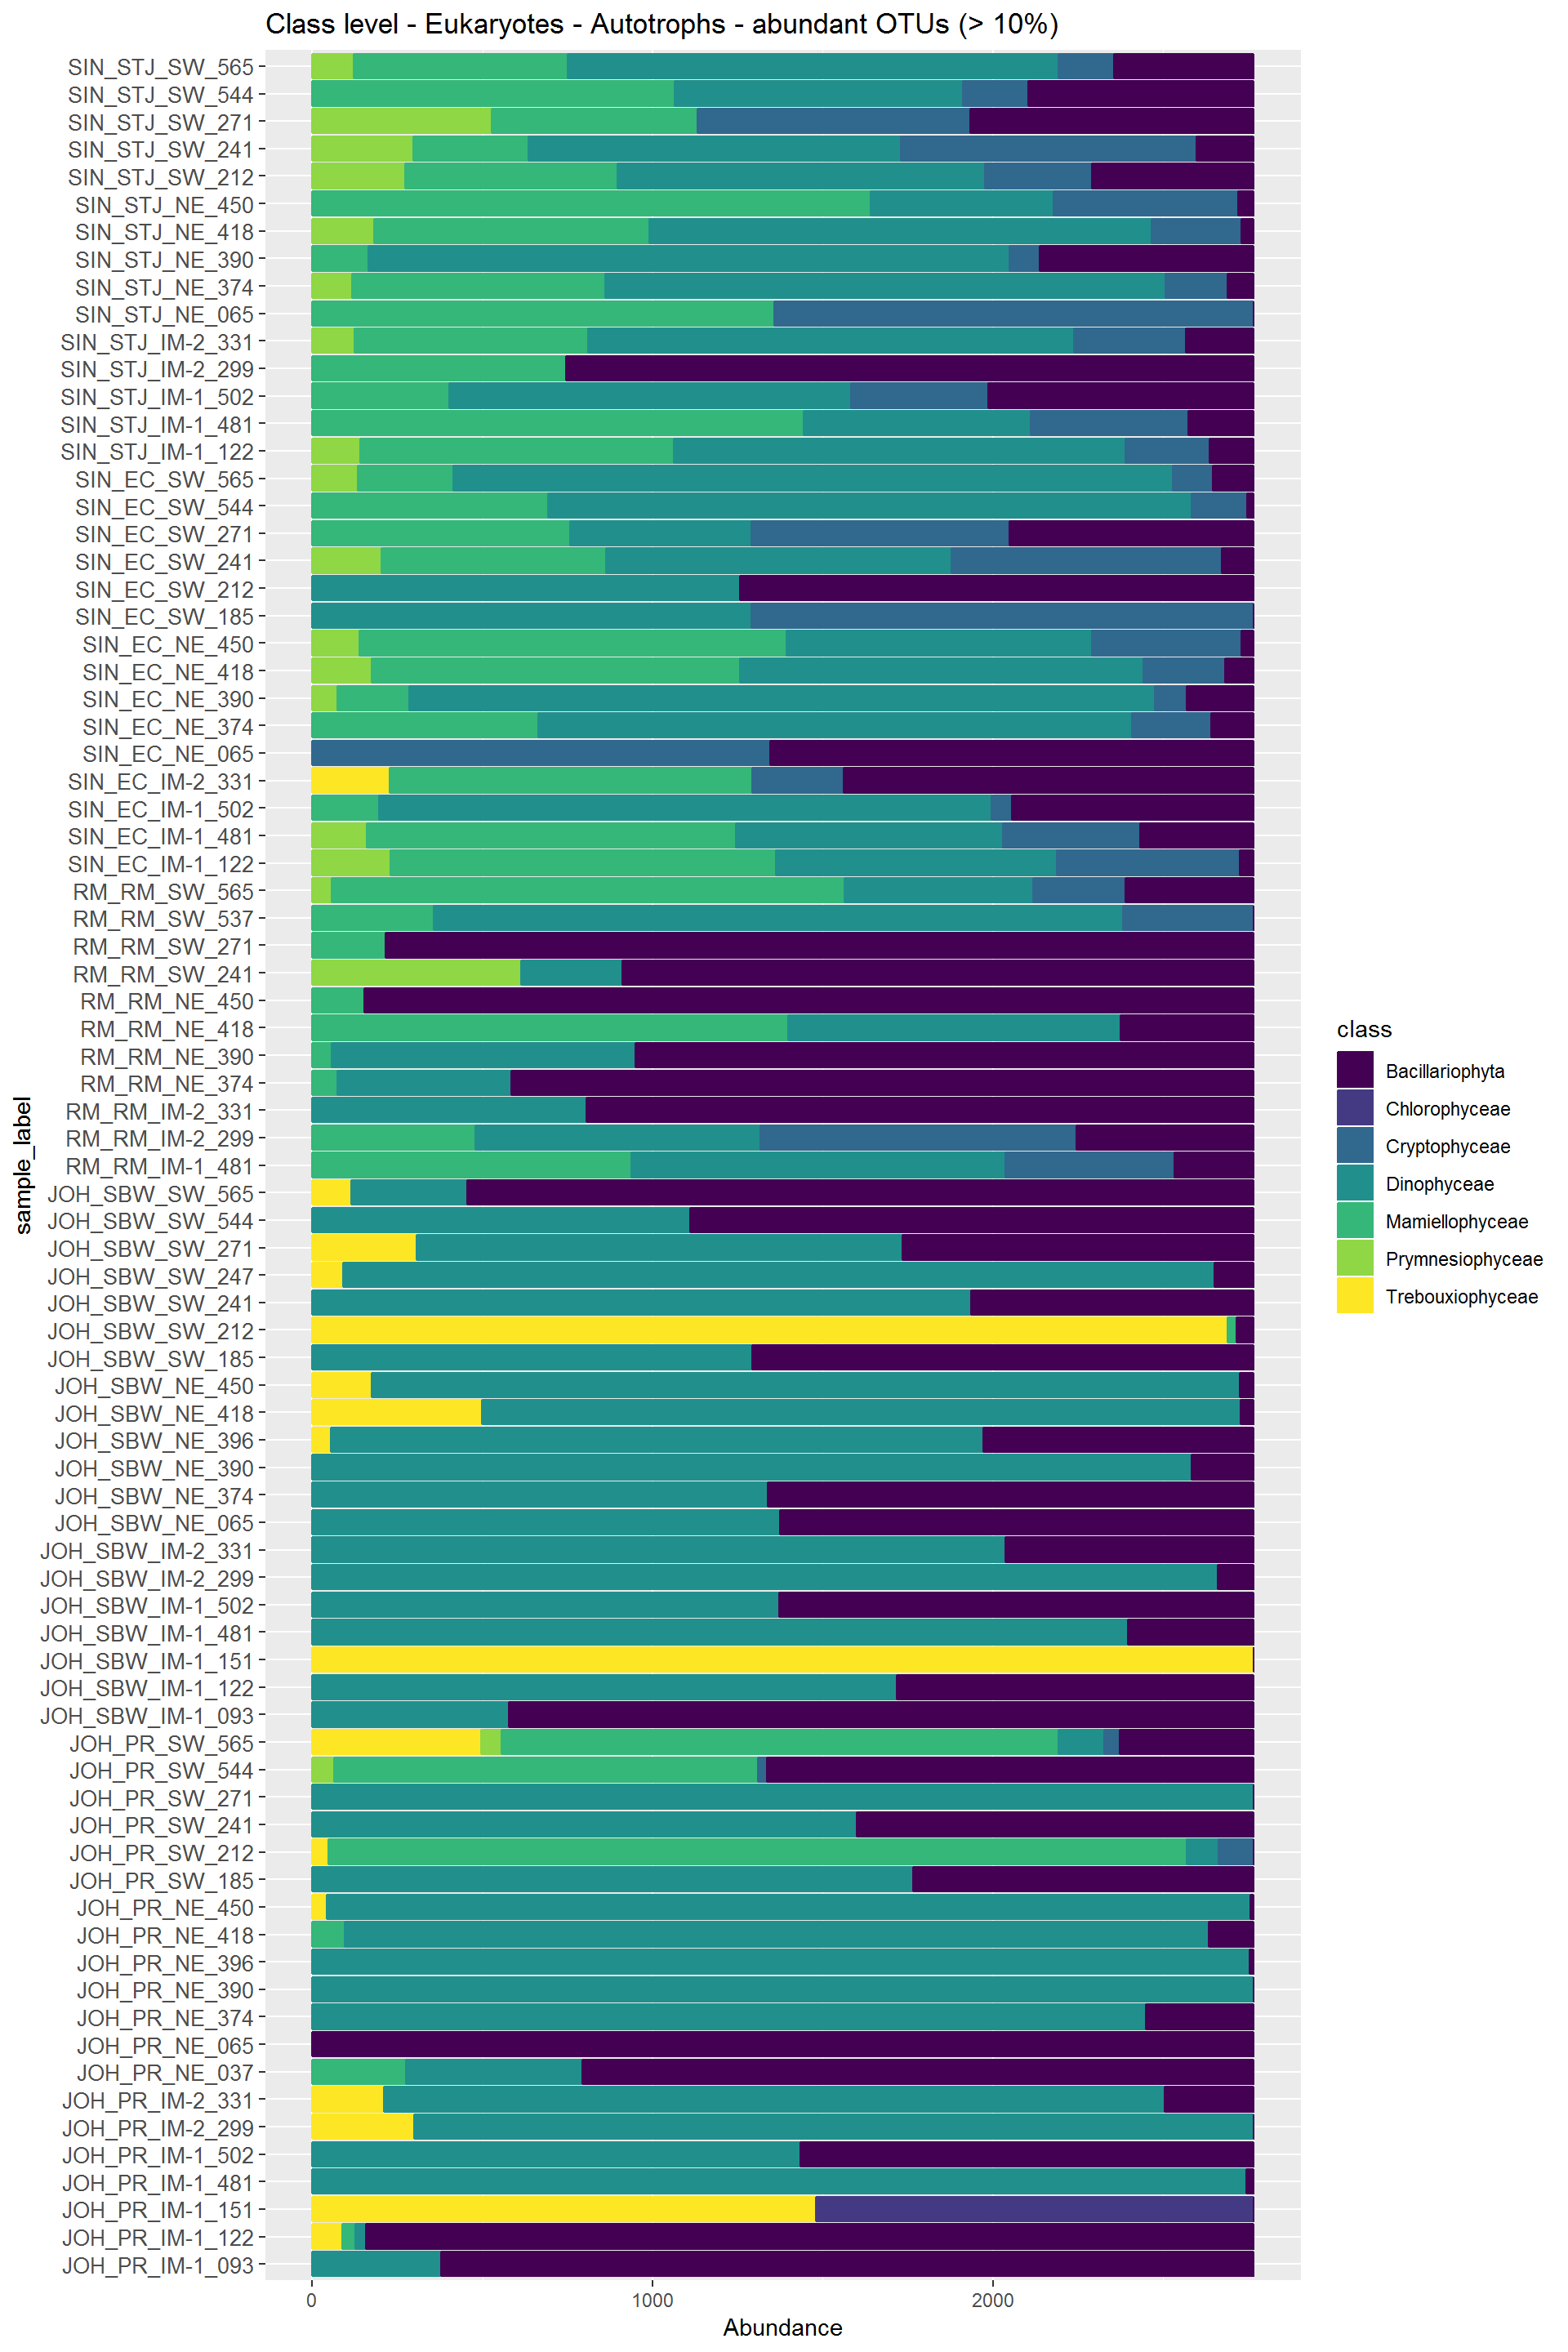 Class level - Eukaryotes - Autotrophs - abundant OTUs (> 10%)
SIN_STJ_SW_565
SIN_STJ_SW_544
SIN_STJ_SW_271
SIN_STJ_SW_241
SIN_STJ_SW_212
SIN_STJ_NE_450
SIN_STJ_NE_418
SIN_STJ_NE_390
SIN_STJ_NE_374
SIN_STJ_NE_065
SIN_STJ_IM-2_331
SIN_STJ_IM-2_299
SIN_STJ_IM-1_502
SIN_STJ_IM-1_481
SIN_STJ_IM-1_122
SIN_EC_SW_565
SIN_EC_SW_544
SIN_EC_SW_271
SIN_EC_SW_241
SIN_EC_SW_212
SIN_EC_SW_185
SIN_EC_NE_450
SIN_EC_NE_418
SIN_EC_NE_390
SIN_EC_NE_374
SIN_EC_NE_065
SIN_EC_IM-2_331
SIN_EC_IM-1_502
SIN_EC_IM-1_481
SIN_EC_IM-1_122
RM_RM_SW_565
RM_RM_SW_537
RM_RM_SW_271
RM_RM_SW_241
RM_RM_NE_450
RM_RM_NE_418
RM_RM_NE_390
RM_RM_NE_374
RM_RM_IM-2_331
RM_RM_IM-2_299
RM_RM_IM-1_481
JOH_SBW_SW_565
JOH_SBW_SW_544
JOH_SBW_SW_271
JOH_SBW_SW_247
JOH_SBW_SW_241
JOH_SBW_SW_212
JOH_SBW_SW_185
JOH_SBW_NE_450
JOH_SBW_NE_418
JOH_SBW_NE_396
JOH_SBW_NE_390
JOH_SBW_NE_374
JOH_SBW_NE_065
JOH_SBW_IM-2_331
JOH_SBW_IM-2_299
JOH_SBW_IM-1_502
JOH_SBW_IM-1_481
JOH_SBW_IM-1_151
JOH_SBW_IM-1_122
JOH_SBW_IM-1_093
JOH_PR_SW_565
JOH_PR_SW_544
JOH_PR_SW_271
JOH_PR_SW_241
JOH_PR_SW_212
JOH_PR_SW_185
JOH_PR_NE_450
JOH_PR_NE_418
JOH_PR_NE_396
JOH_PR_NE_390
JOH_PR_NE_374
JOH_PR_NE_065
JOH_PR_NE_037
JOH_PR_IM-2_331
JOH_PR_IM-2_299
JOH_PR_IM-1_502
JOH_PR_IM-1_481
JOH_PR_IM-1_151
JOH_PR_IM-1_122
JOH_PR_IM-1_093
sample_label
0
1000
2000
Abundance
class
Bacillariophyta
Chlorophyceae
Cryptophyceae
Dinophyceae
Mamiellophyceae
Prymnesiophyceae
Trebouxiophyceae